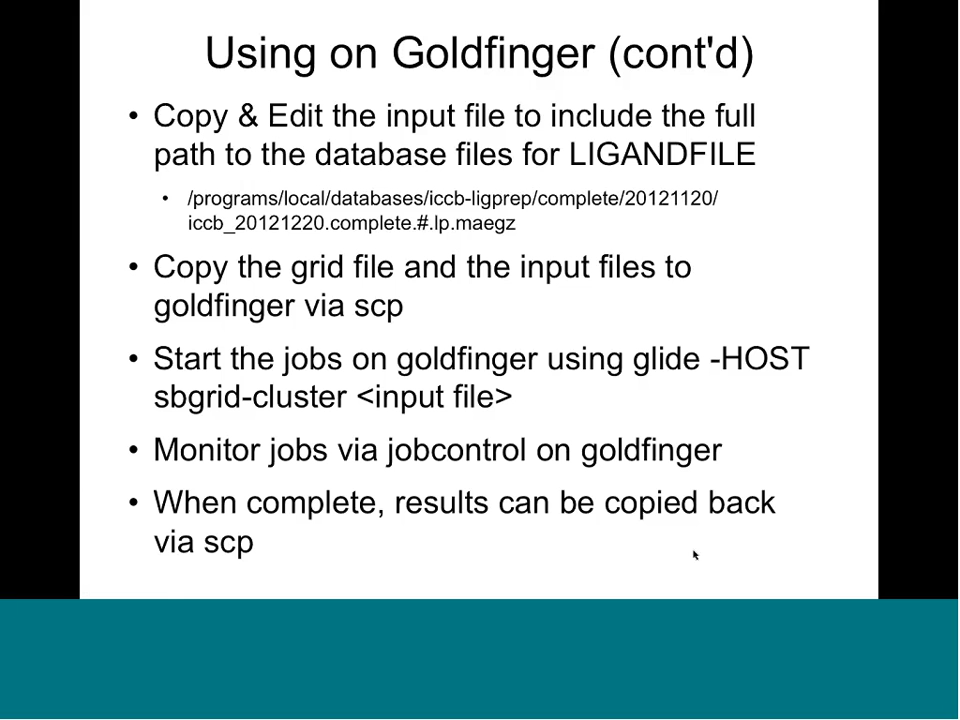 Using on Goldfinger (cont'd)
• Copy & Edit the input file to include the full
path to the database files for LIGANDFILE
• /programs/local/databases/iccb-ligprep/complete/20121120/
iccb_20121220.complete.#.lp.maegz
• Copy the grid file and the input files to
goldfinger via scp
• Start the jobs on goldfinger using glide -HOST
sbgrid-cluster <input file>
• Monitor jobs via jobcontrol on goldfinger
• When complete, results can be copied back
via scp